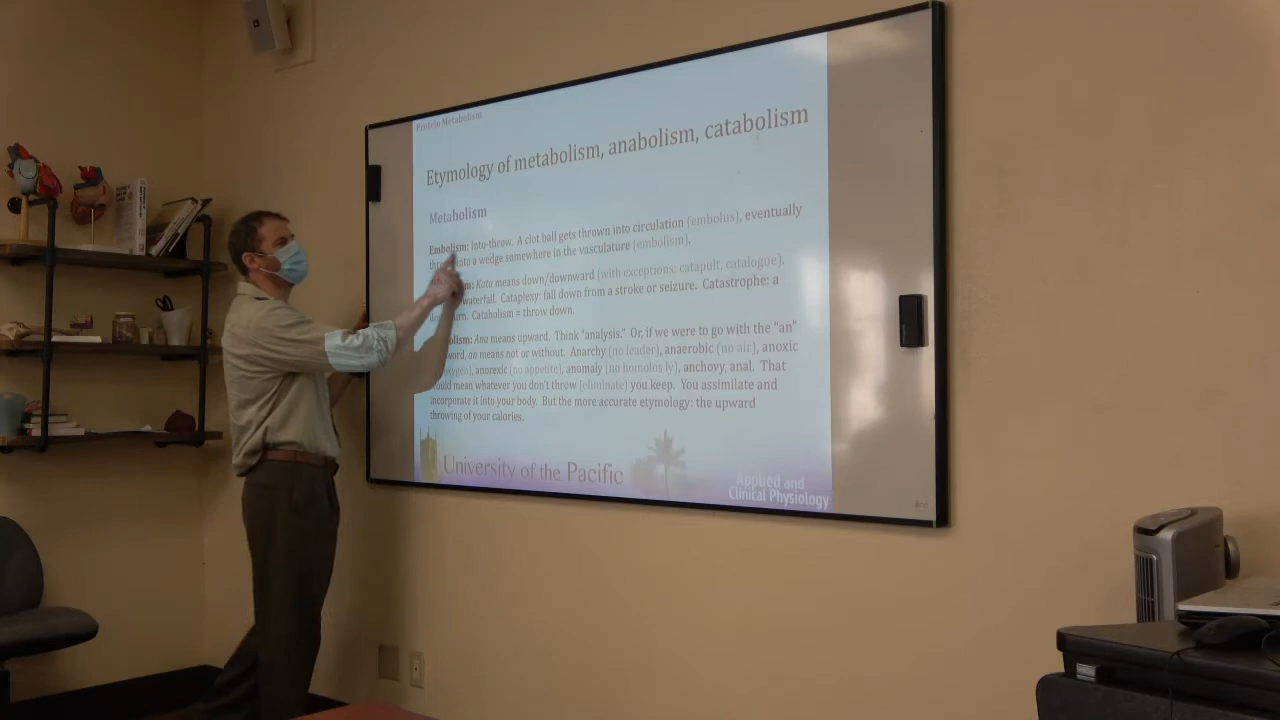 Protein Metabolism
Etymology of metabolism, anabolism, catabolism
Metabolism
Embolism: into-throw. A clot ball gets thrown into circulation (embolus), eventually
into a wedge somewhere in the vasculature (embolism).
Kata means down/downward (with exceptions: catapult, catalogue).
waterfall. Cataplexy: fall down from a stroke or seizure. Catastrophe: a
Catabolism = throw down.
Ana means upward. Think "analysis." Or, if we were to go with the "an"
an means not or without. Anarchy (no leader), anaerobic (no air), anoxic
anorexic (no appetite), anomaly (no homolos ly), anchovy, anal. That
would mean whatever you don't throw (eliminate) you keep. You assimilate and
incorporate it into your body. But the more accurate etymology: the upward
throwing of your calories.
University of the Pacific
Applied and
Clinical Physiology